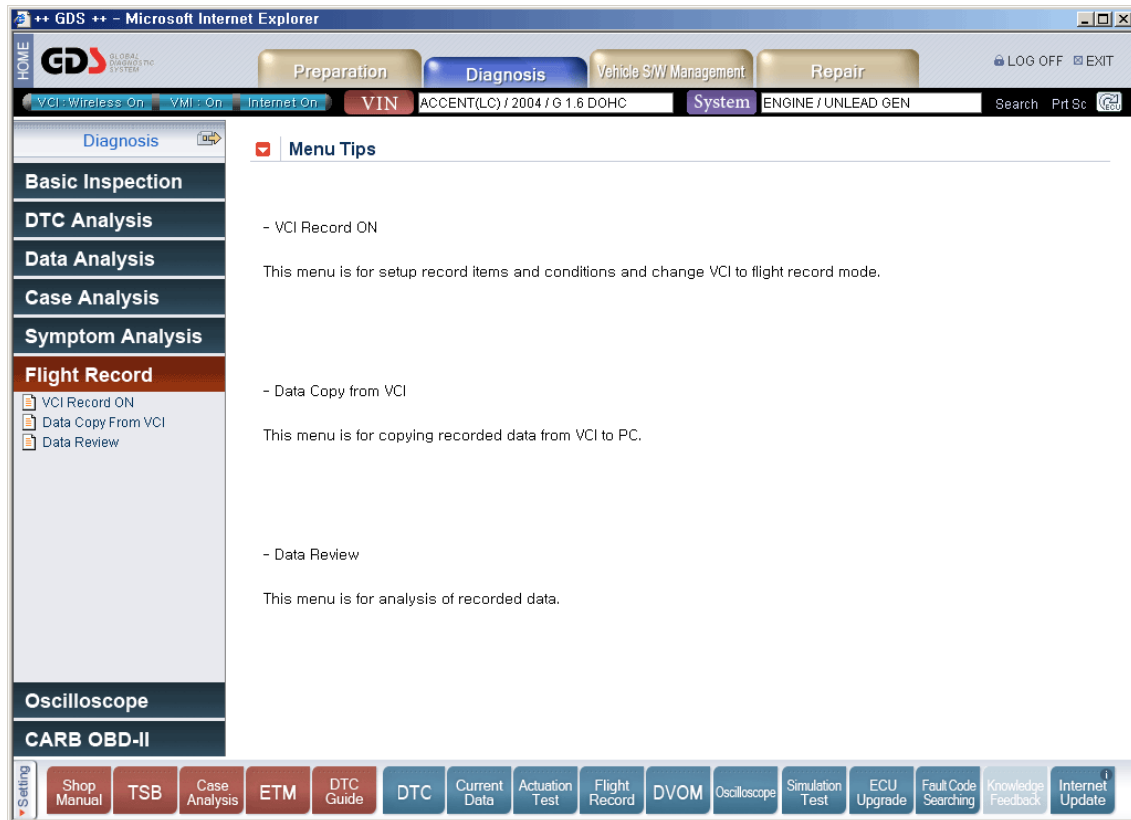 ++ GDS ++ - Microsoft Internet Explorer
HOME
GDS GLOBAL DIAGNOSTIC SYSTEM
Preparation
Diagnosis
Vehicle S/W Management
Repair
LOG OFF EXIT
VCI : Wireless On VMI : On Internet On VIN ACCENT(LC) / 2004 / G 1.6 DOHC System ENGINE / UNLEAD GEN Search Prt Sc ECU
Diagnosis
Basic Inspection
DTC Analysis
Data Analysis
Case Analysis
Symptom Analysis
Flight Record
VCI Record ON
Data Copy From VCI
Data Review
Oscilloscope
CARB OBD-II
Menu Tips
- VCI Record ON
This menu is for setup record items and conditions and change VCI to flight record mode.
- Data Copy from VCI
This menu is for copying recorded data from VCI to PC.
- Data Review
This menu is for analysis of recorded data.
Setting
Shop
Manual
TSB
Case
Analysis
ETM
DTC
Guide
DTC
Current
Data
Actuation
Test
Flight
Record
DVOM
Oscilloscope
Simulation
Test
ECU
Upgrade
Fault Code
Searching
Knowledge
Feedback
Internet
Update